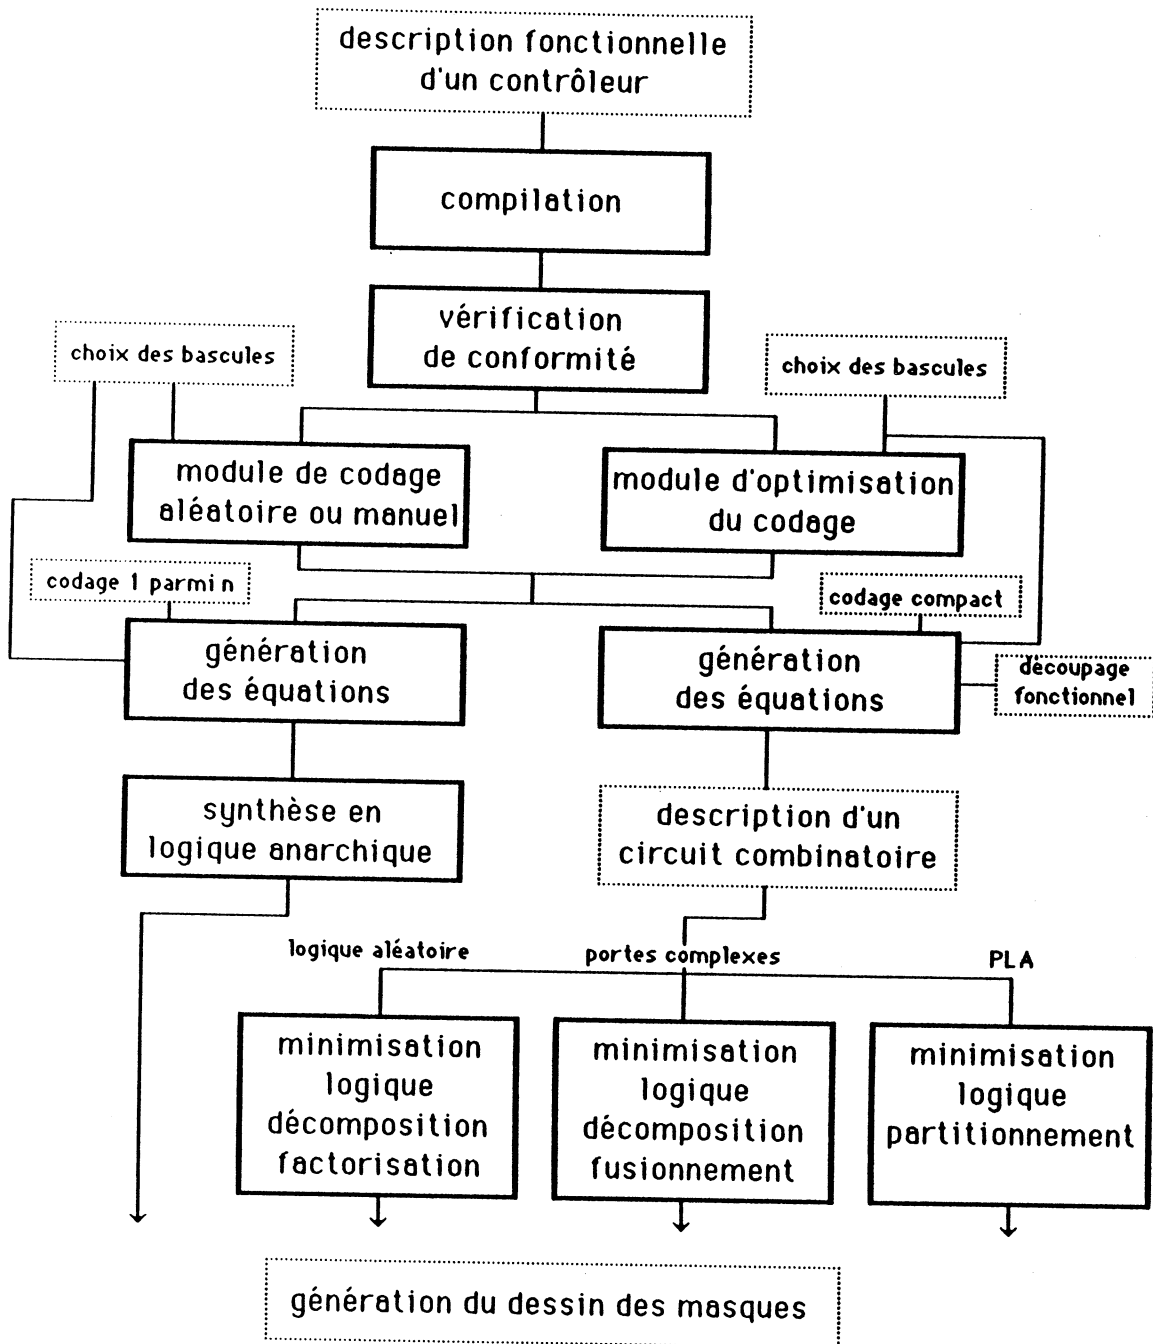 description fonctionnelle
d'un contrôleur
compilation
vérification
de conformité
choix des bascules
choix des bascules
module de codage
aléatoire ou manuel
module d'optimisation
du codage
codage 1 parmi n
codage compact
génération
des équations
génération
des équations
découpage
fonctionnel
synthèse en
logique anarchique
description d'un
circuit combinatoire
logique aléatoire
portes complexes
PLA
minimisation
logique
décomposition
factorisation
minimisation
logique
décomposition
fusionnement
minimisation
logique
partitionnement
génération du dessin des masques